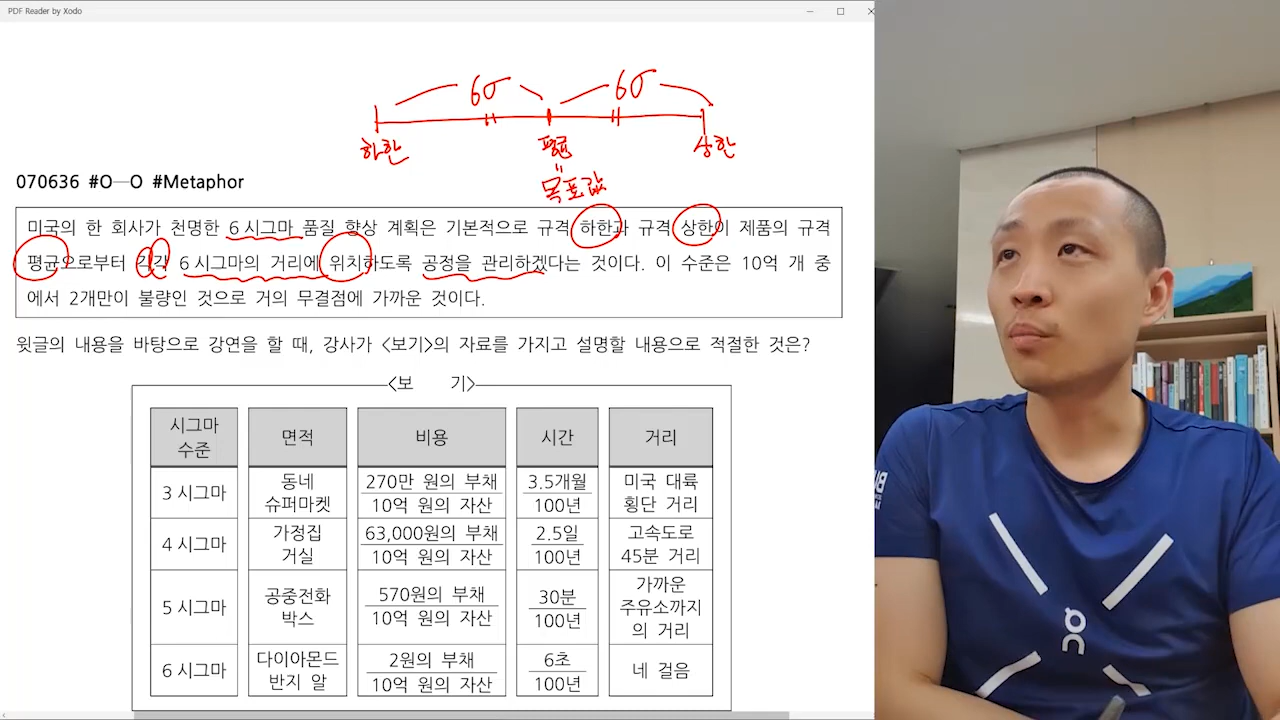 PDF Reader by Xodo
6σ 6σ
하한 평균 상한
"
목표값
070636 #O—O #Metaphor
미국의 한 회사가 천명한 6 시그마 품질 향상 계획은 기본적으로 규격 하한과 규격 상한이 제품의 규격
평균으로부터 각각 6 시그마의 거리에 위치하도록 공정을 관리하겠다는 것이다. 이 수준은 10억 개 중
에서 2개만이 불량인 것으로 거의 무결점에 가까운 것이다.
윗글의 내용을 바탕으로 강연을 할 때, 강사가 <보기>의 자료를 가지고 설명할 내용으로 적절한 것은?
<보 기>
시그마 수준 면적 비용 시간 거리
3 시그마 동네 슈퍼마켓 270만 원의 부채 10억 원의 자산 3.5개월 100년 미국 대륙 횡단 거리
4 시그마 가정집 거실 63,000원의 부채 10억 원의 자산 2.5일 100년 고속도로 45분 거리
5 시그마 공중전화 박스 570원의 부채 10억 원의 자산 30분 100년 가까운 주유소까지의 거리
6 시그마 다이아몬드 반지 알 2원의 부채 10억 원의 자산 6초 100년 네 걸음